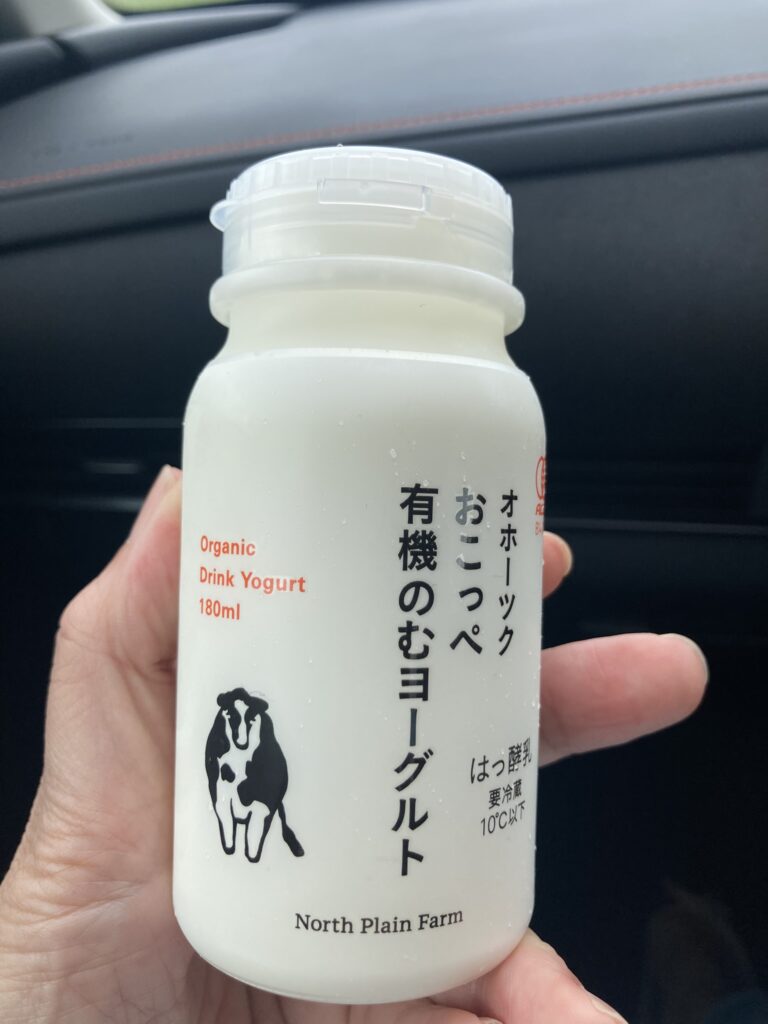 オホーツク
おこっぺ
有機のむヨーグルト
Organic
Drink Yogurt
180ml
はっ酵乳
要冷蔵
10℃以下
North Plain Farm